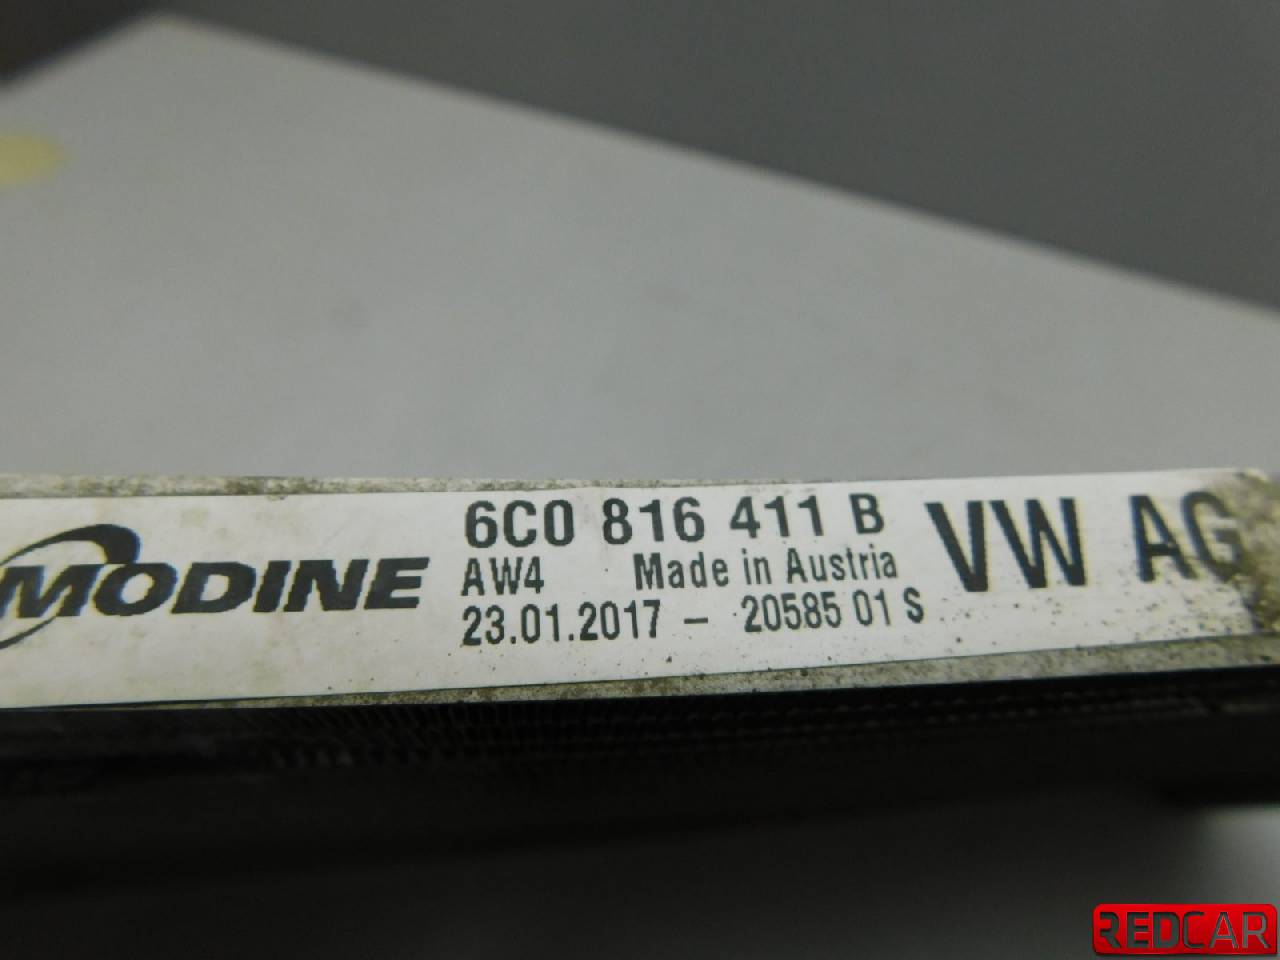 MODINE
6C0 816 411 B
AW4 Made in Austria
23.01.2017 - 20585 01 S
VW AG
REDCAR